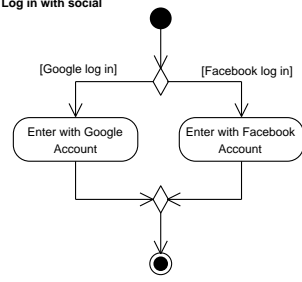 Log in with social
[Google log in]
[Facebook log in]
Enter with Google
Account
Enter with Facebook
Account